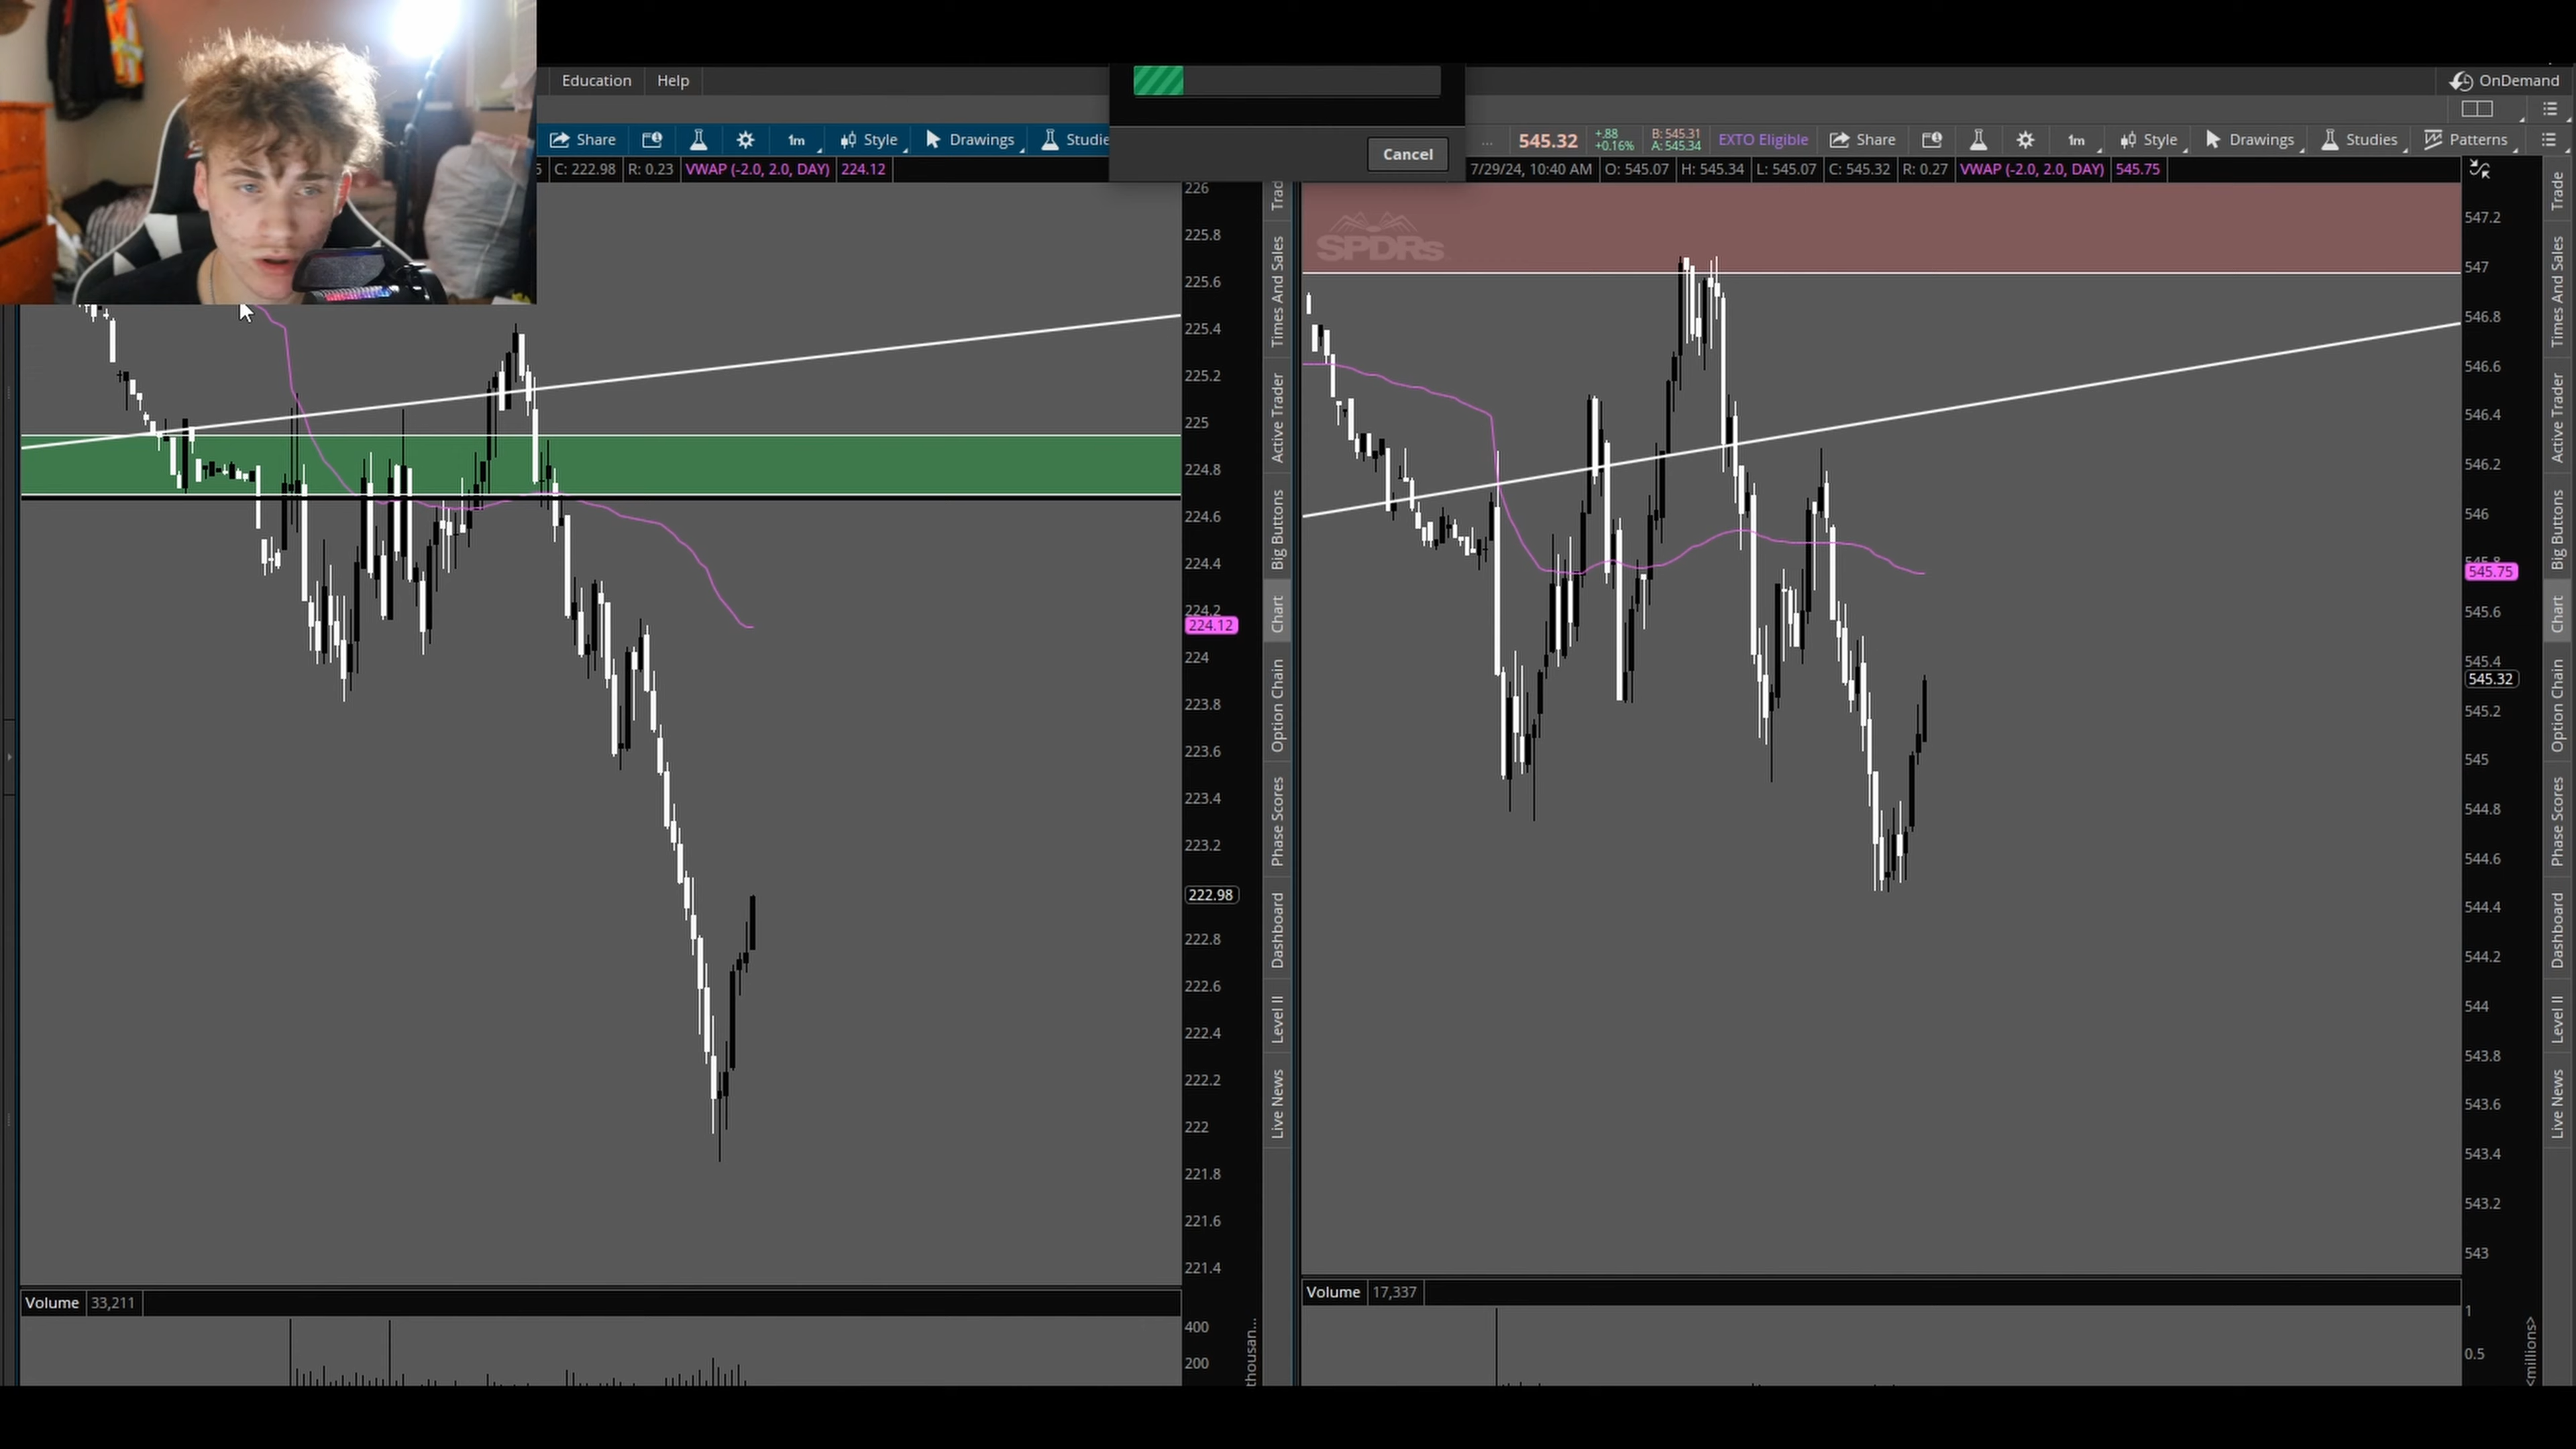 Education Help
OnDemand
Share 1m Style Drawings Studie
Cancel
... 545.32 +.88 +0.16% B: 545.31 A: 545.34 EXTO Eligible Share 1m Style Drawings Studies Patterns
5 C: 222.98 R: 0.23 VWAP (-2.0, 2.0, DAY) 224.12
7/29/24, 10:40 AM O: 545.07 H: 545.34 L: 545.07 C: 545.32 R: 0.27 VWAP (-2.0, 2.0, DAY) 545.75
226
225.8
225.6
225.4
225.2
225
224.8
224.6
224.4
224.2
224.12
224
223.8
223.6
223.4
223.2
222.98
222.8
222.6
222.4
222.2
222
221.8
221.6
221.4
Trad
Times And Sales
Active Trader
Big Buttons
Chart
Option Chain
Phase Scores
Dashboard
Level II
Live News
SPDRs
547.2
547
546.8
546.6
546.4
546.2
546
545.8
545.75
545.6
545.4
545.32
545.2
545
544.8
544.6
544.4
544.2
544
543.8
543.6
543.4
543.2
543
Trade
Times And Sales
Active Trader
Big Buttons
Chart
Option Chain
Phase Scores
Dashboard
Level II
Live News
Volume 33,211
400
200
thousan...
Volume 17,337
1
0.5
<millions>